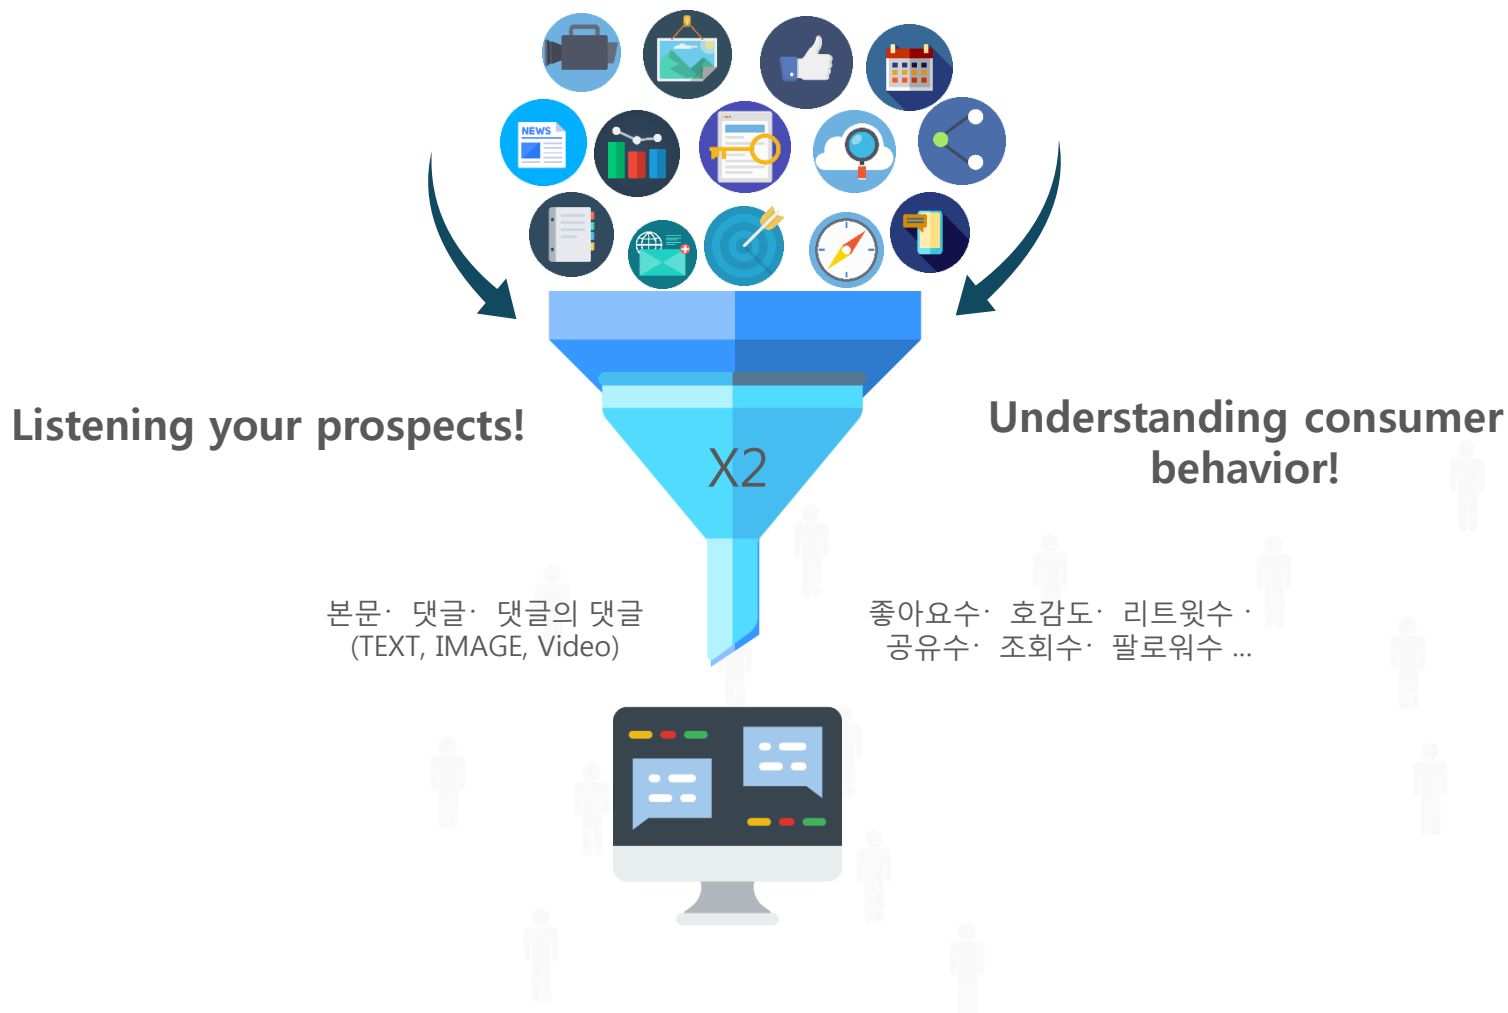 NEWS
Listening your prospects!
Understanding consumer
behavior!
X2
본문· 댓글· 댓글의 댓글
(TEXT, IMAGE, Video)
좋아요수· 호감도· 리트윗수 ·
공유수· 조회수· 팔로워수 ...